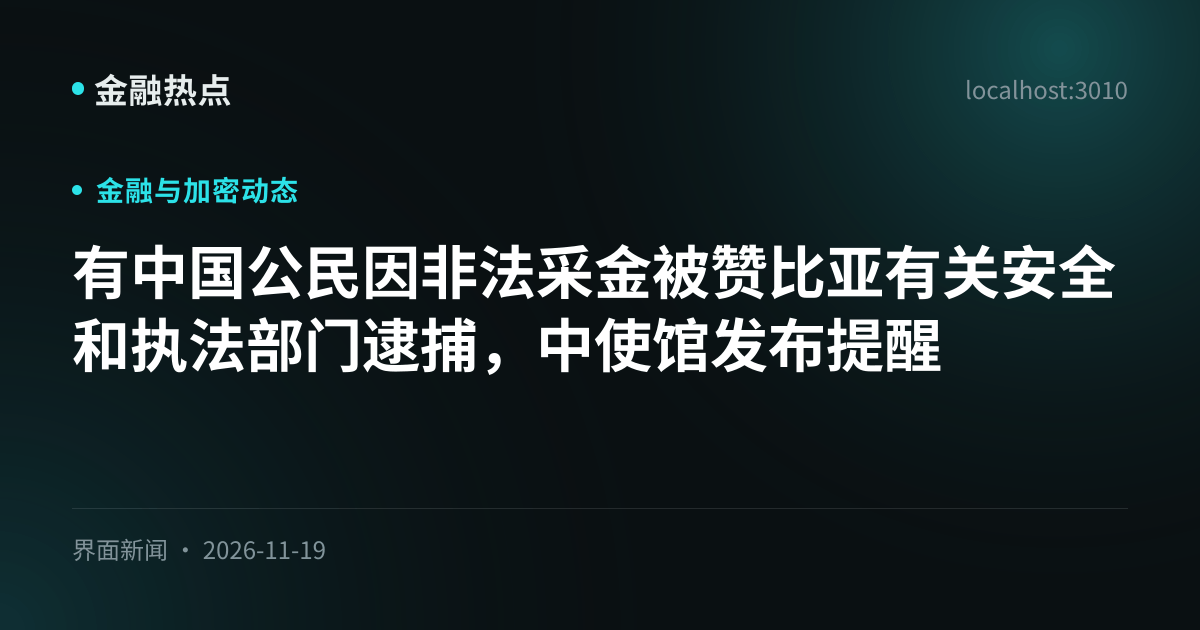 金融热点
localhost:3010
金融与加密动态
有中国公民因非法采金被赞比亚有关安全
和执法部门逮捕，中使馆发布提醒
界面新闻 · 2026-11-19